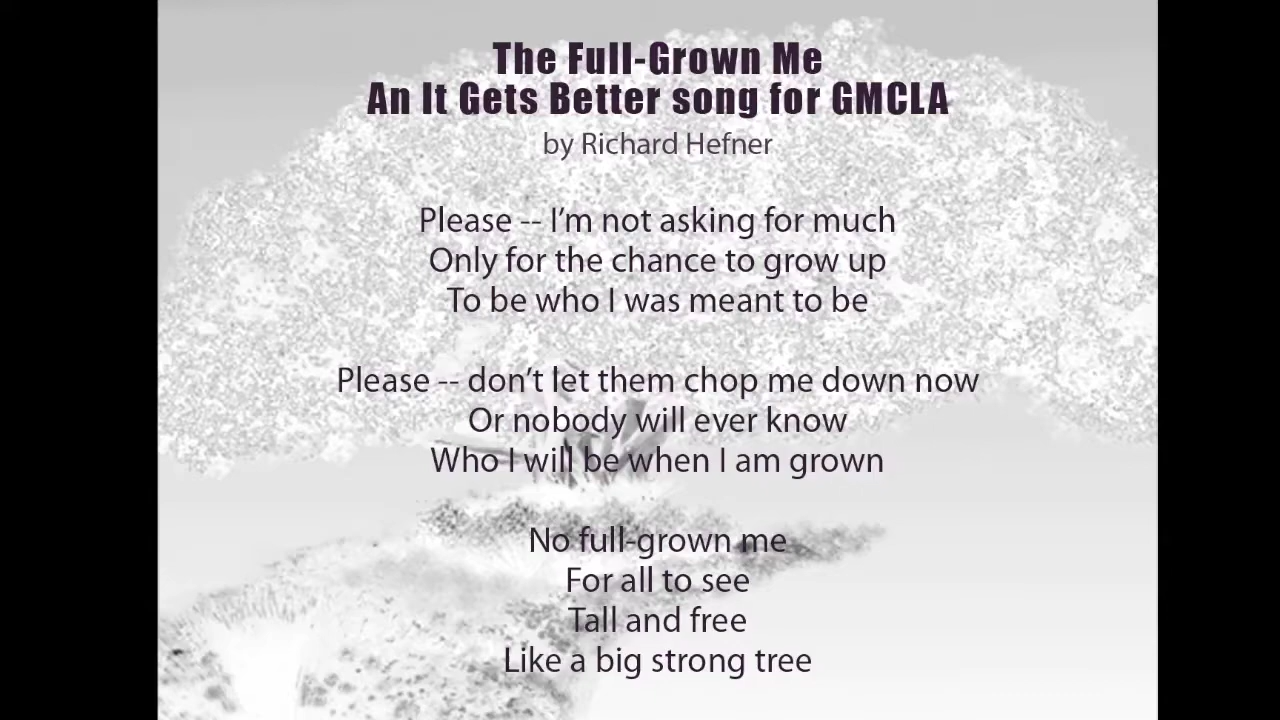 The Full-Grown Me
An It Gets Better song for GMCLA
by Richard Hefner
Please -- I’m not asking for much
Only for the chance to grow up
To be who I was meant to be
Please -- don’t let them chop me down now
Or nobody will ever know
Who I will be when I am grown
No full-grown me
For all to see
Tall and free
Like a big strong tree